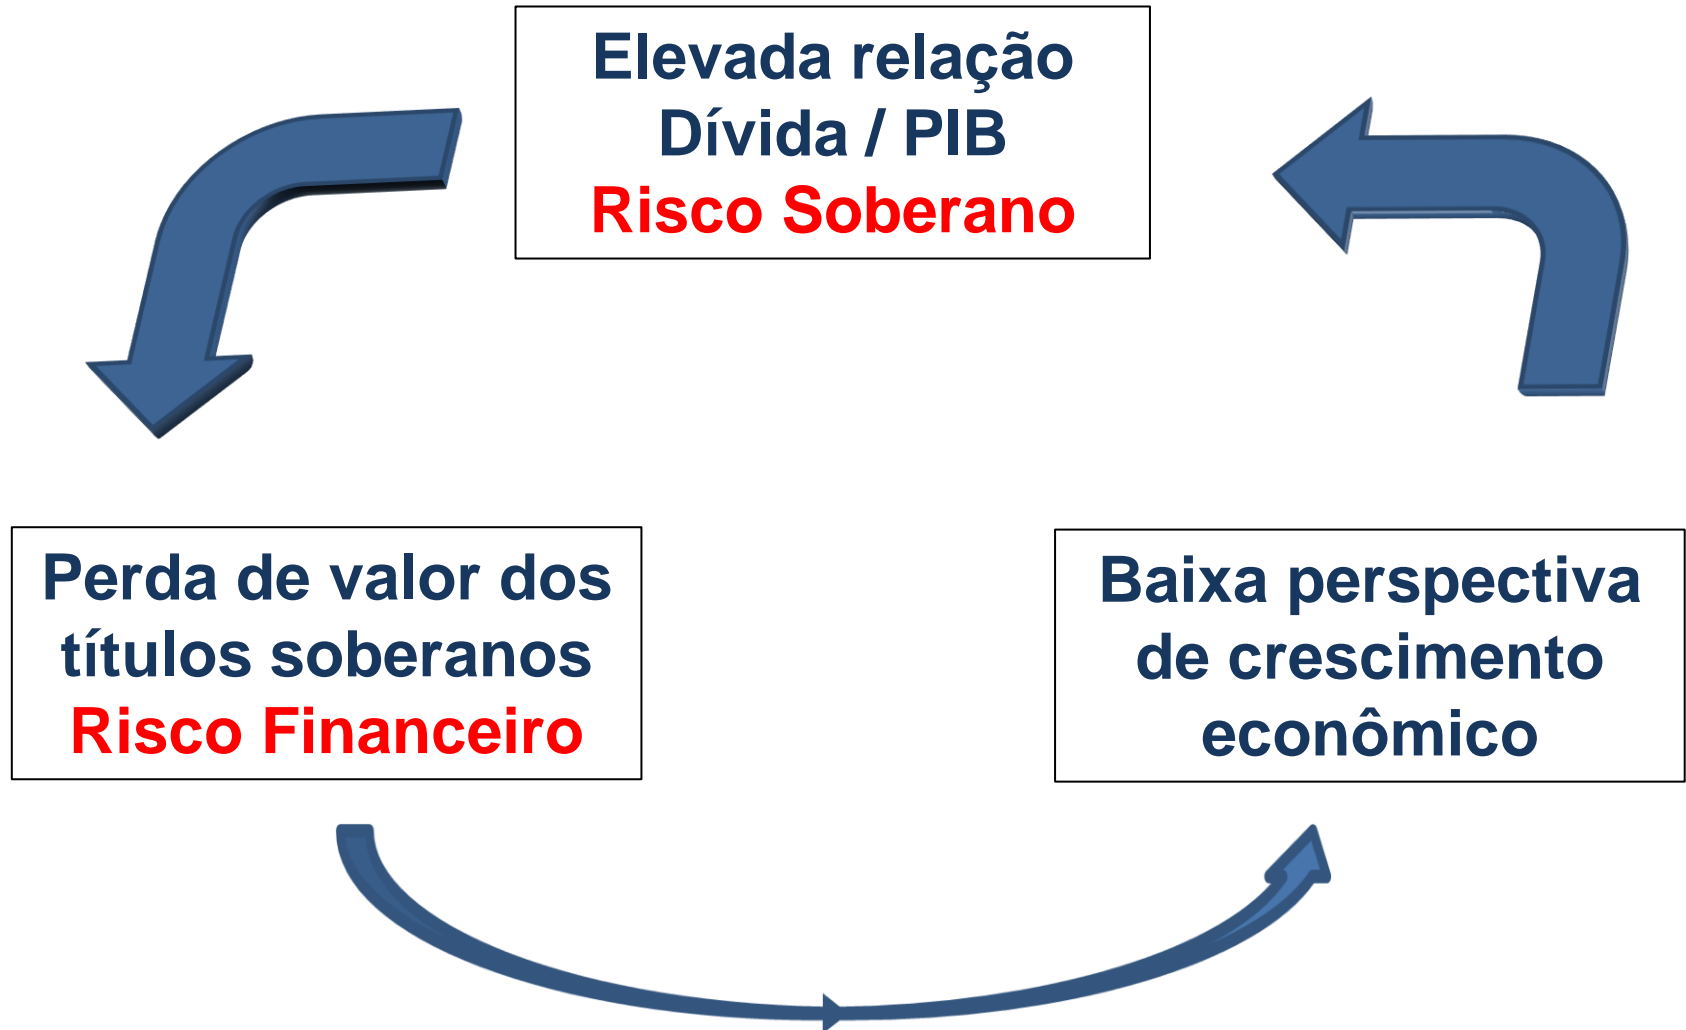 Elevada relação
Dívida / PIB
Risco Soberano
Perda de valor dos
títulos soberanos
Risco Financeiro
Baixa perspectiva
de crescimento
econômico